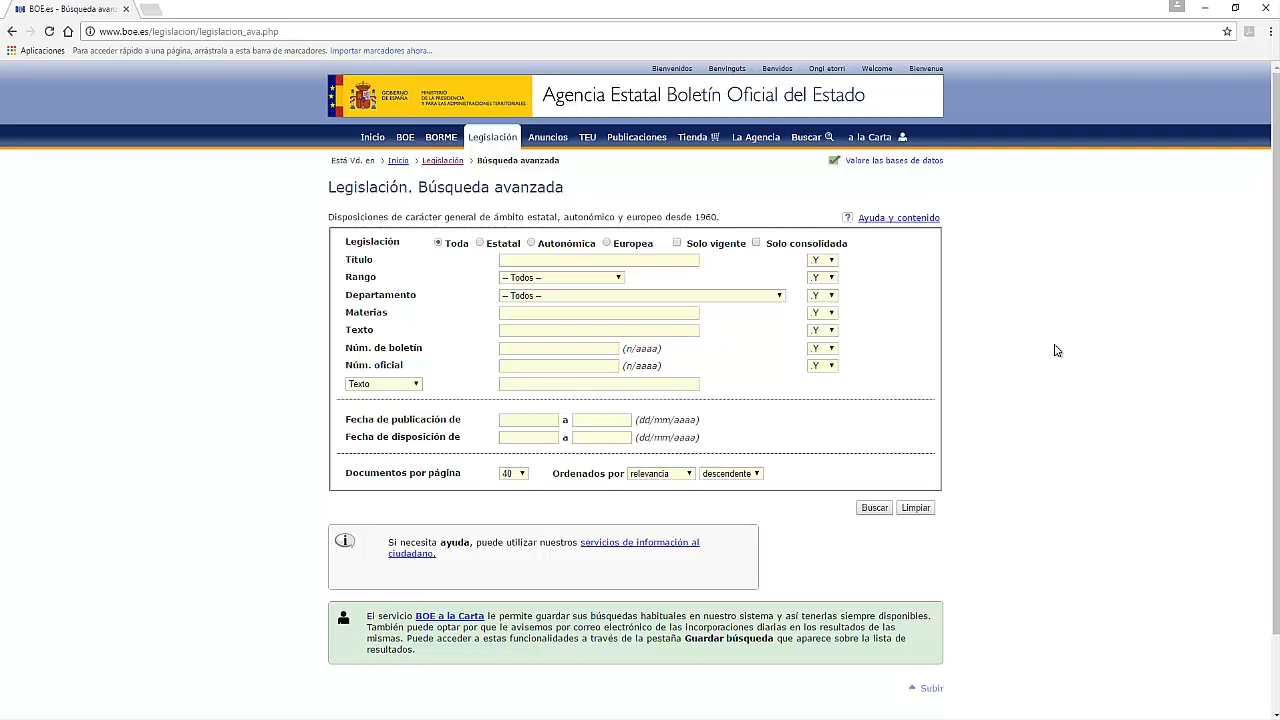 BOE.es - Búsqueda avan
www.boe.es/legislacion/legislacion_ava.php
Aplicaciones Para acceder rápido a una página, arrástrala a esta barra de marcadores. Importar marcadores ahora...
Bienvenidos Benvinguts Benvidos Ongi etorri Welcome Bienvenue
GOBIERNO DE ESPAÑA
MINISTERIO DE LA PRESIDENCIA Y PARA LAS ADMINISTRACIONES TERRITORIALES
Agencia Estatal Boletín Oficial del Estado
Inicio BOE BORME Legislación Anuncios TEU Publicaciones Tienda La Agencia Buscar a la Carta
Está Vd. en > Inicio > Legislación > Búsqueda avanzada
Valore las bases de datos
Legislación. Búsqueda avanzada
Disposiciones de carácter general de ámbito estatal, autonómico y europeo desde 1960.
? Ayuda y contenido
Legislación Toda Estatal Autonómica Europea Solo vigente Solo consolidada
Título .Y
Rango -- Todos -- .Y
Departamento -- Todos -- .Y
Materias .Y
Texto .Y
Núm. de boletín (n/aaaa) .Y
Núm. oficial (n/aaaa) .Y
Texto
Fecha de publicación de a (dd/mm/aaaa)
Fecha de disposición de a (dd/mm/aaaa)
Documentos por página 40 Ordenados por relevancia descendente
Buscar Limpiar
Si necesita ayuda, puede utilizar nuestros servicios de información al
ciudadano.
El servicio BOE a la Carta le permite guardar sus búsquedas habituales en nuestro sistema y así tenerlas siempre disponibles.
También puede optar por que le avisemos por correo electrónico de las incorporaciones diarias en los resultados de las
mismas. Puede acceder a estas funcionalidades a través de la pestaña Guardar búsqueda que aparece sobre la lista de
resultados.
Subir